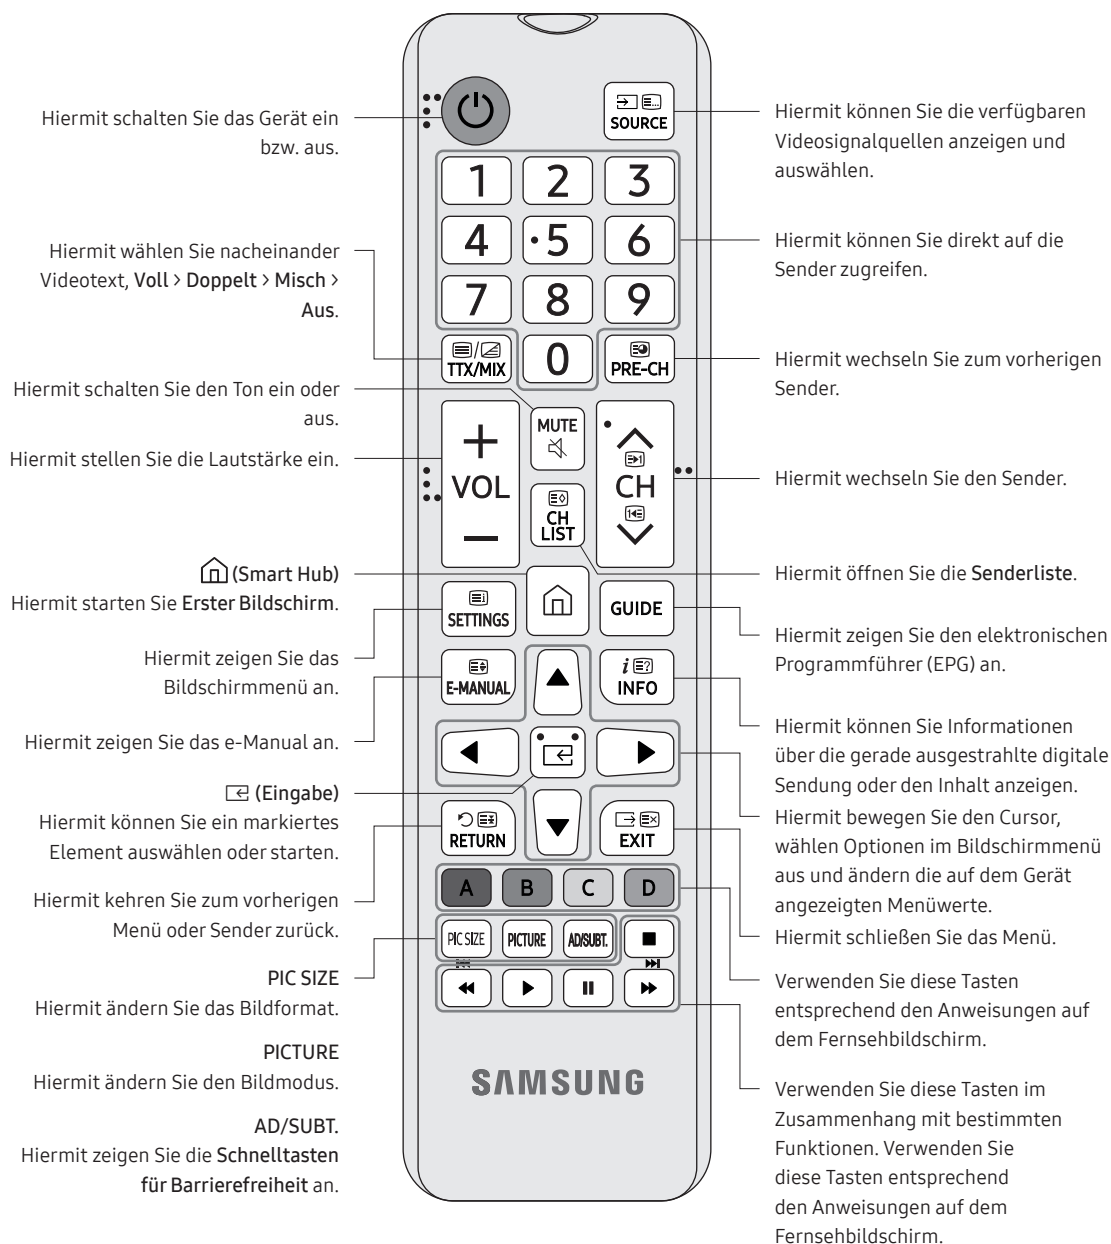 Hiermit schalten Sie das Gerät ein
bzw. aus.
Hiermit wählen Sie nacheinander
Videotext, Voll > Doppelt > Misch >
Aus.
Hiermit schalten Sie den Ton ein oder
aus.
Hiermit stellen Sie die Lautstärke ein.
(Smart Hub)
Hiermit starten Sie Erster Bildschirm.
Hiermit zeigen Sie das
Bildschirmmenü an.
Hiermit zeigen Sie das e-Manual an.
(Eingabe)
Hiermit können Sie ein markiertes
Element auswählen oder starten.
Hiermit kehren Sie zum vorherigen
Menü oder Sender zurück.
PIC SIZE
Hiermit ändern Sie das Bildformat.
PICTURE
Hiermit ändern Sie den Bildmodus.
AD/SUBT.
Hiermit zeigen Sie die Schnelltasten
für Barrierefreiheit an.
SOURCE
1 2 3
4 5 6
7 8 9
TTX/MIX 0 PRE-CH
MUTE
VOL CH
CH
LIST
SETTINGS GUIDE
E-MANUAL INFO
RETURN EXIT
A B C D
PIC SIZE PICTURE AD/SUBT.
SAMSUNG
Hiermit können Sie die verfügbaren
Videosignalquellen anzeigen und
auswählen.
Hiermit können Sie direkt auf die
Sender zugreifen.
Hiermit wechseln Sie zum vorherigen
Sender.
Hiermit wechseln Sie den Sender.
Hiermit öffnen Sie die Senderliste.
Hiermit zeigen Sie den elektronischen
Programmführer (EPG) an.
Hiermit können Sie Informationen
über die gerade ausgestrahlte digitale
Sendung oder den Inhalt anzeigen.
Hiermit bewegen Sie den Cursor,
wählen Optionen im Bildschirmmenü
aus und ändern die auf dem Gerät
angezeigten Menüwerte.
Hiermit schließen Sie das Menü.
Verwenden Sie diese Tasten
entsprechend den Anweisungen auf
dem Fernsehbildschirm.
Verwenden Sie diese Tasten im
Zusammenhang mit bestimmten
Funktionen. Verwenden Sie
diese Tasten entsprechend
den Anweisungen auf dem
Fernsehbildschirm.